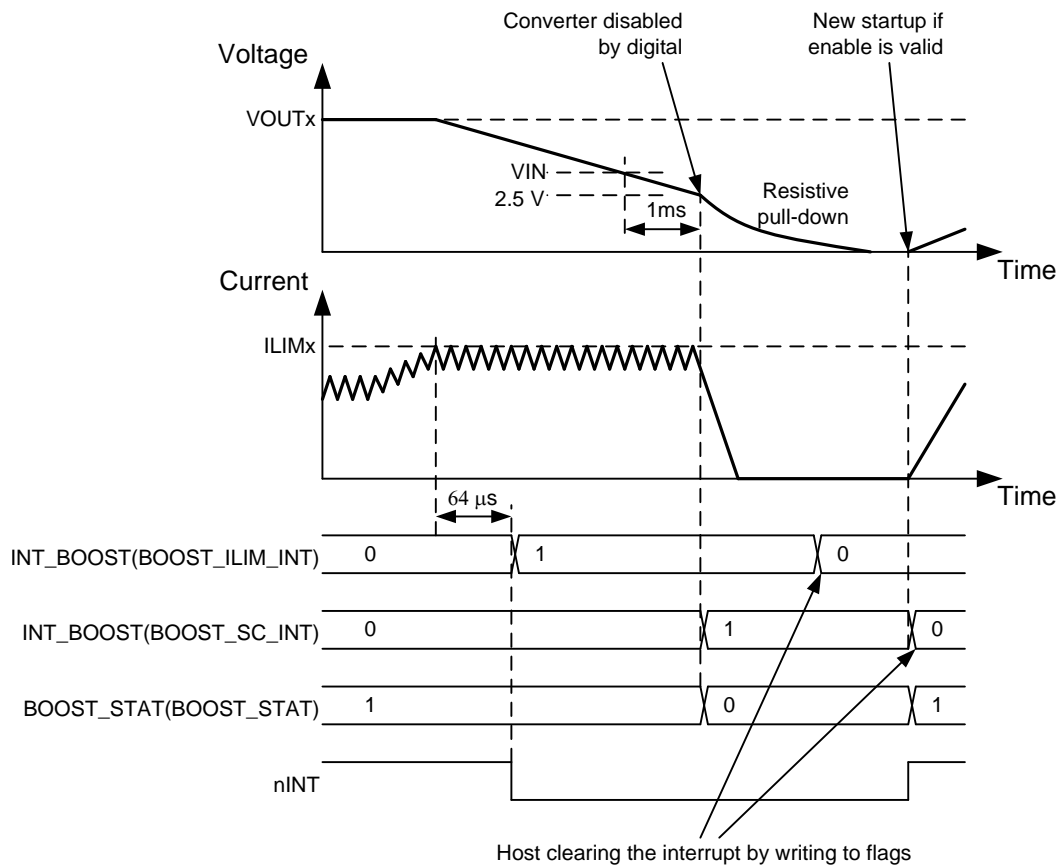 Converter disabled
by digital
New startup if
enable is valid
Voltage
VOUTx
VIN
2.5 V
1ms
Resistive
pull-down
Time
Current
ILIMx
Time
64 μs
INT_BOOST(BOOST_ILIM_INT) 0 1 0
INT_BOOST(BOOST_SC_INT) 0 1 0
BOOST_STAT(BOOST_STAT) 1 0 1
nINT
Host clearing the interrupt by writing to flags